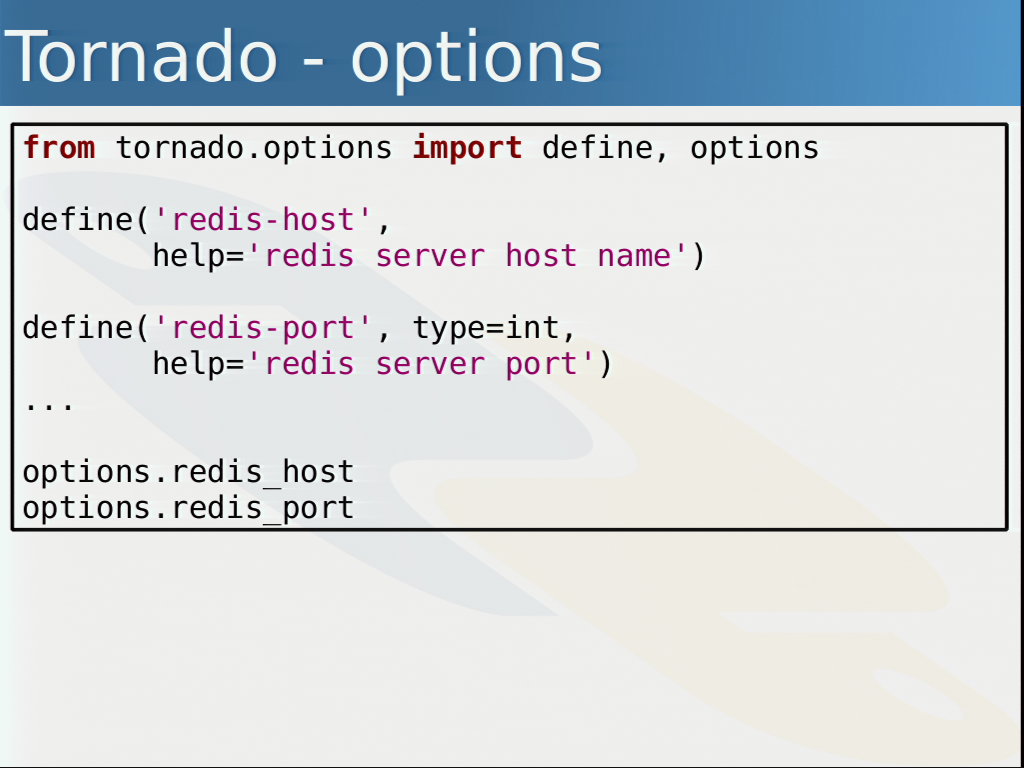 Tornado - options
from tornado.options import define, options
define('redis-host',
help='redis server host name')
define('redis-port', type=int,
help='redis server port')
...
options.redis_host
options.redis_port